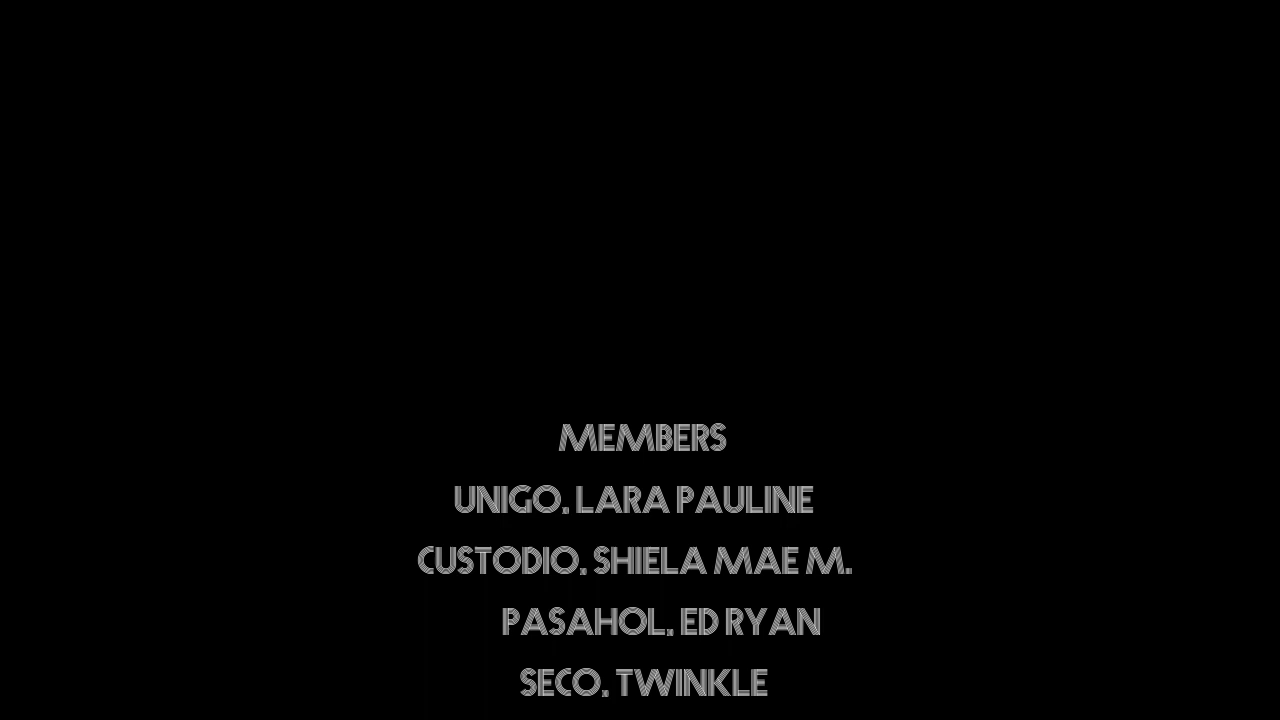 MEMBERS
UNIGO, LARA PAULINE
CUSTODIO, SHIELA MAE M.
PASAHOL, ED RYAN
SECO, TWINKLE